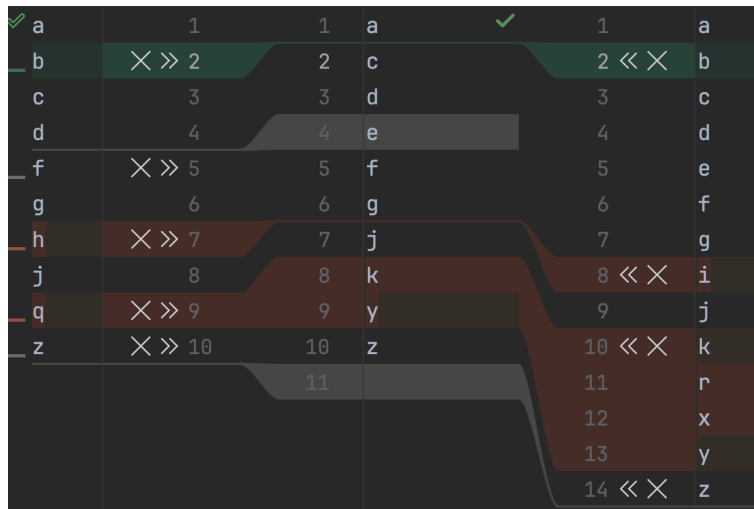 a 1 1 a 1 a
b 2 2 c 2 b
c 3 3 d 3 c
d 4 4 e 4 d
f 5 5 f 5 e
g 6 6 g 6 f
h 7 7 j 7 g
j 8 8 k 8 i
q 9 9 y 9 j
z 10 10 z 10 k
11 11 r
12 x
13 y
14 z